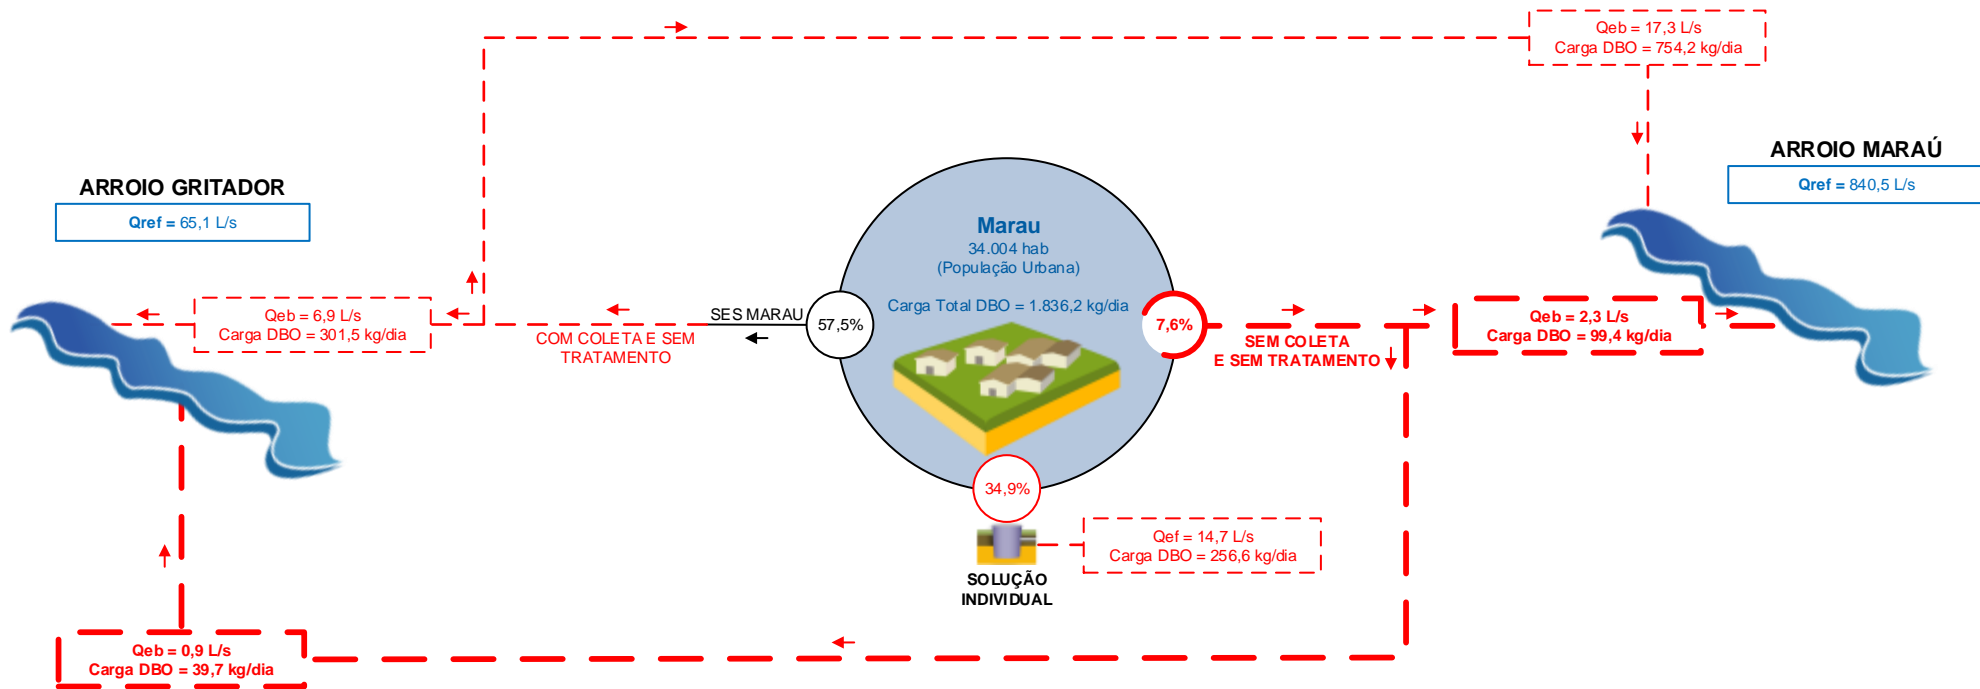 Qeb = 17,3 L/s
Carga DBO = 754,2 kg/dia
ARROIO MARAÚ
Qref = 840,5 L/s
ARROIO GRITADOR
Qref = 65,1 L/s
Marau
34.004 hab
(População Urbana)
Carga Total DBO = 1.836,2 kg/dia
Qeb = 6,9 L/s
Carga DBO = 301,5 kg/dia
COM COLETA E SEM
TRATAMENTO
SES MARAU
57,5%
7,6%
SEM COLETA
E SEM TRATAMENTO
Qeb = 2,3 L/s
Carga DBO = 99,4 kg/dia
34,9%
Qef = 14,7 L/s
Carga DBO = 256,6 kg/dia
SOLUÇÃO
INDIVIDUAL
Qeb = 0,9 L/s
Carga DBO = 39,7 kg/dia